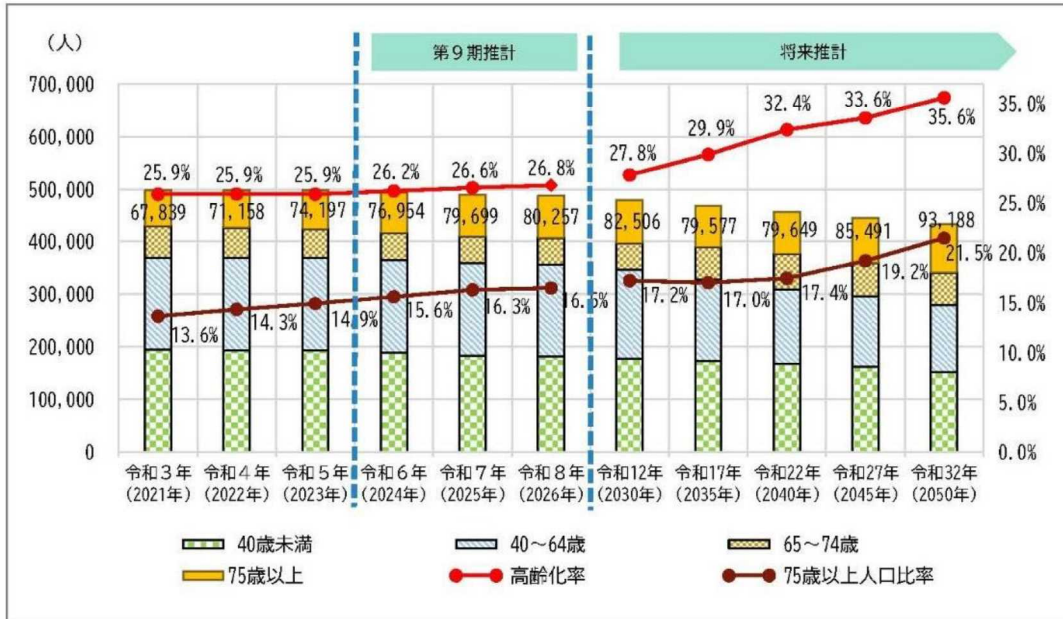 (人)
第９期推計
将来推計
700,000
600,000
500,000
400,000
300,000
200,000
100,000
0
35.0%
30.0%
25.0%
20.0%
15.0%
10.0%
5.0%
0.0%
25.9% 25.9% 25.9% 26.2% 26.6% 26.8% 27.8% 29.9% 32.4% 33.6% 35.6%
67,839 71,158 74,197 76,954 79,699 80,257 82,506 79,577 79,649 85,491 93,188
13.6% 14.3% 14.9% 15.6% 16.3% 16.5% 17.2% 17.0% 17.4% 19.2% 21.5%
令和３年 令和４年 令和５年 令和６年 令和７年 令和８年 令和12年 令和17年 令和22年 令和27年 令和32年
(2021年) (2022年) (2023年) (2024年) (2025年) (2026年) (2030年) (2035年) (2040年) (2045年) (2050年)
40歳未満 40～64歳 65～74歳
75歳以上 高齢化率 75歳以上人口比率